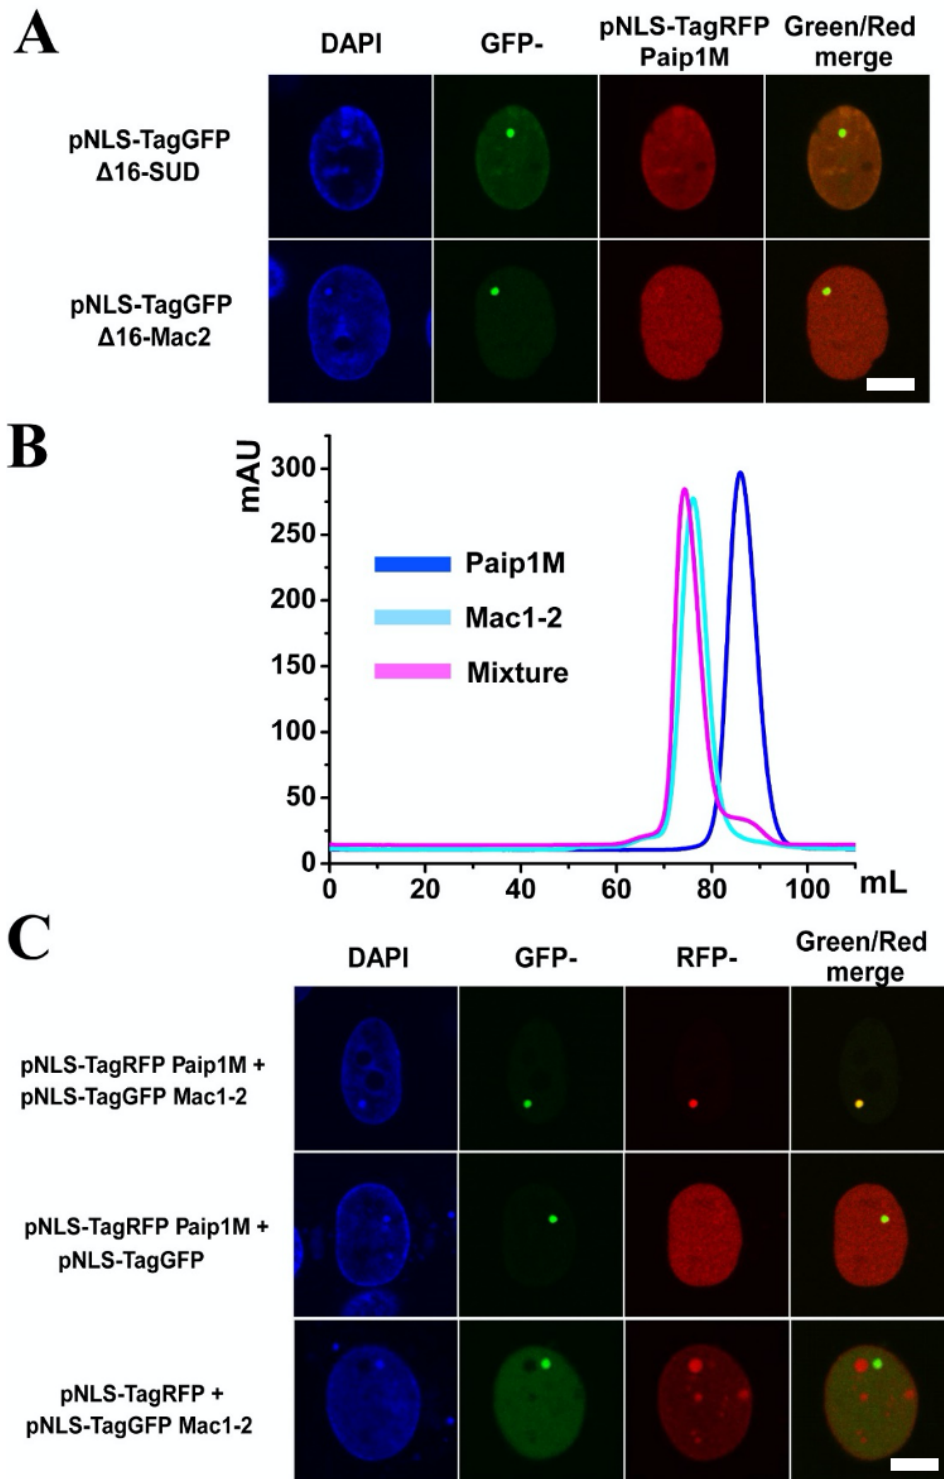 A
DAPI
GFP-
pNLS-TagRFP
Paip1M
Green/Red
merge
pNLS-TagGFP
Δ16-SUD
pNLS-TagGFP
Δ16-Mac2
B
mAU
300
250
200
150
100
50
0
Paip1M
Mac1-2
Mixture
0 20 40 60 80 100 mL
C
DAPI
GFP-
RFP-
Green/Red
merge
pNLS-TagRFP Paip1M +
pNLS-TagGFP Mac1-2
pNLS-TagRFP Paip1M +
pNLS-TagGFP
pNLS-TagRFP +
pNLS-TagGFP Mac1-2